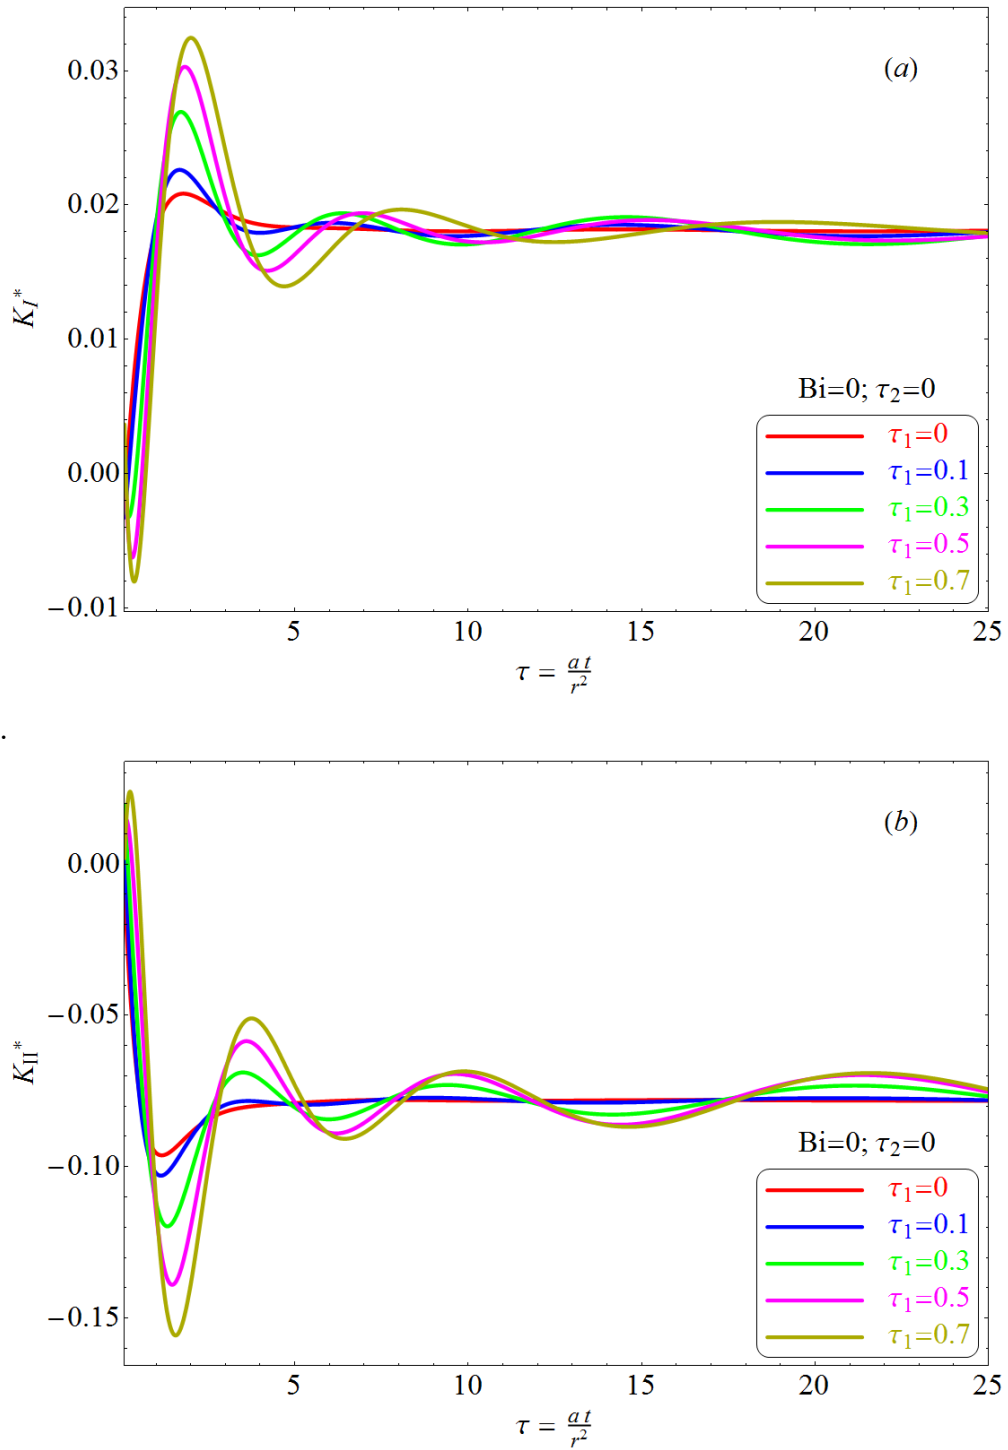 (a)
0.03
0.02
0.01
0.00
−0.01
K_I*
Bi=0; τ₂=0
τ₁=0
τ₁=0.1
τ₁=0.3
τ₁=0.5
τ₁=0.7
5 10 15 20 25
τ = a t / r²
.
(b)
0.00
−0.05
−0.10
−0.15
K_II*
Bi=0; τ₂=0
τ₁=0
τ₁=0.1
τ₁=0.3
τ₁=0.5
τ₁=0.7
5 10 15 20 25
τ = a t / r²